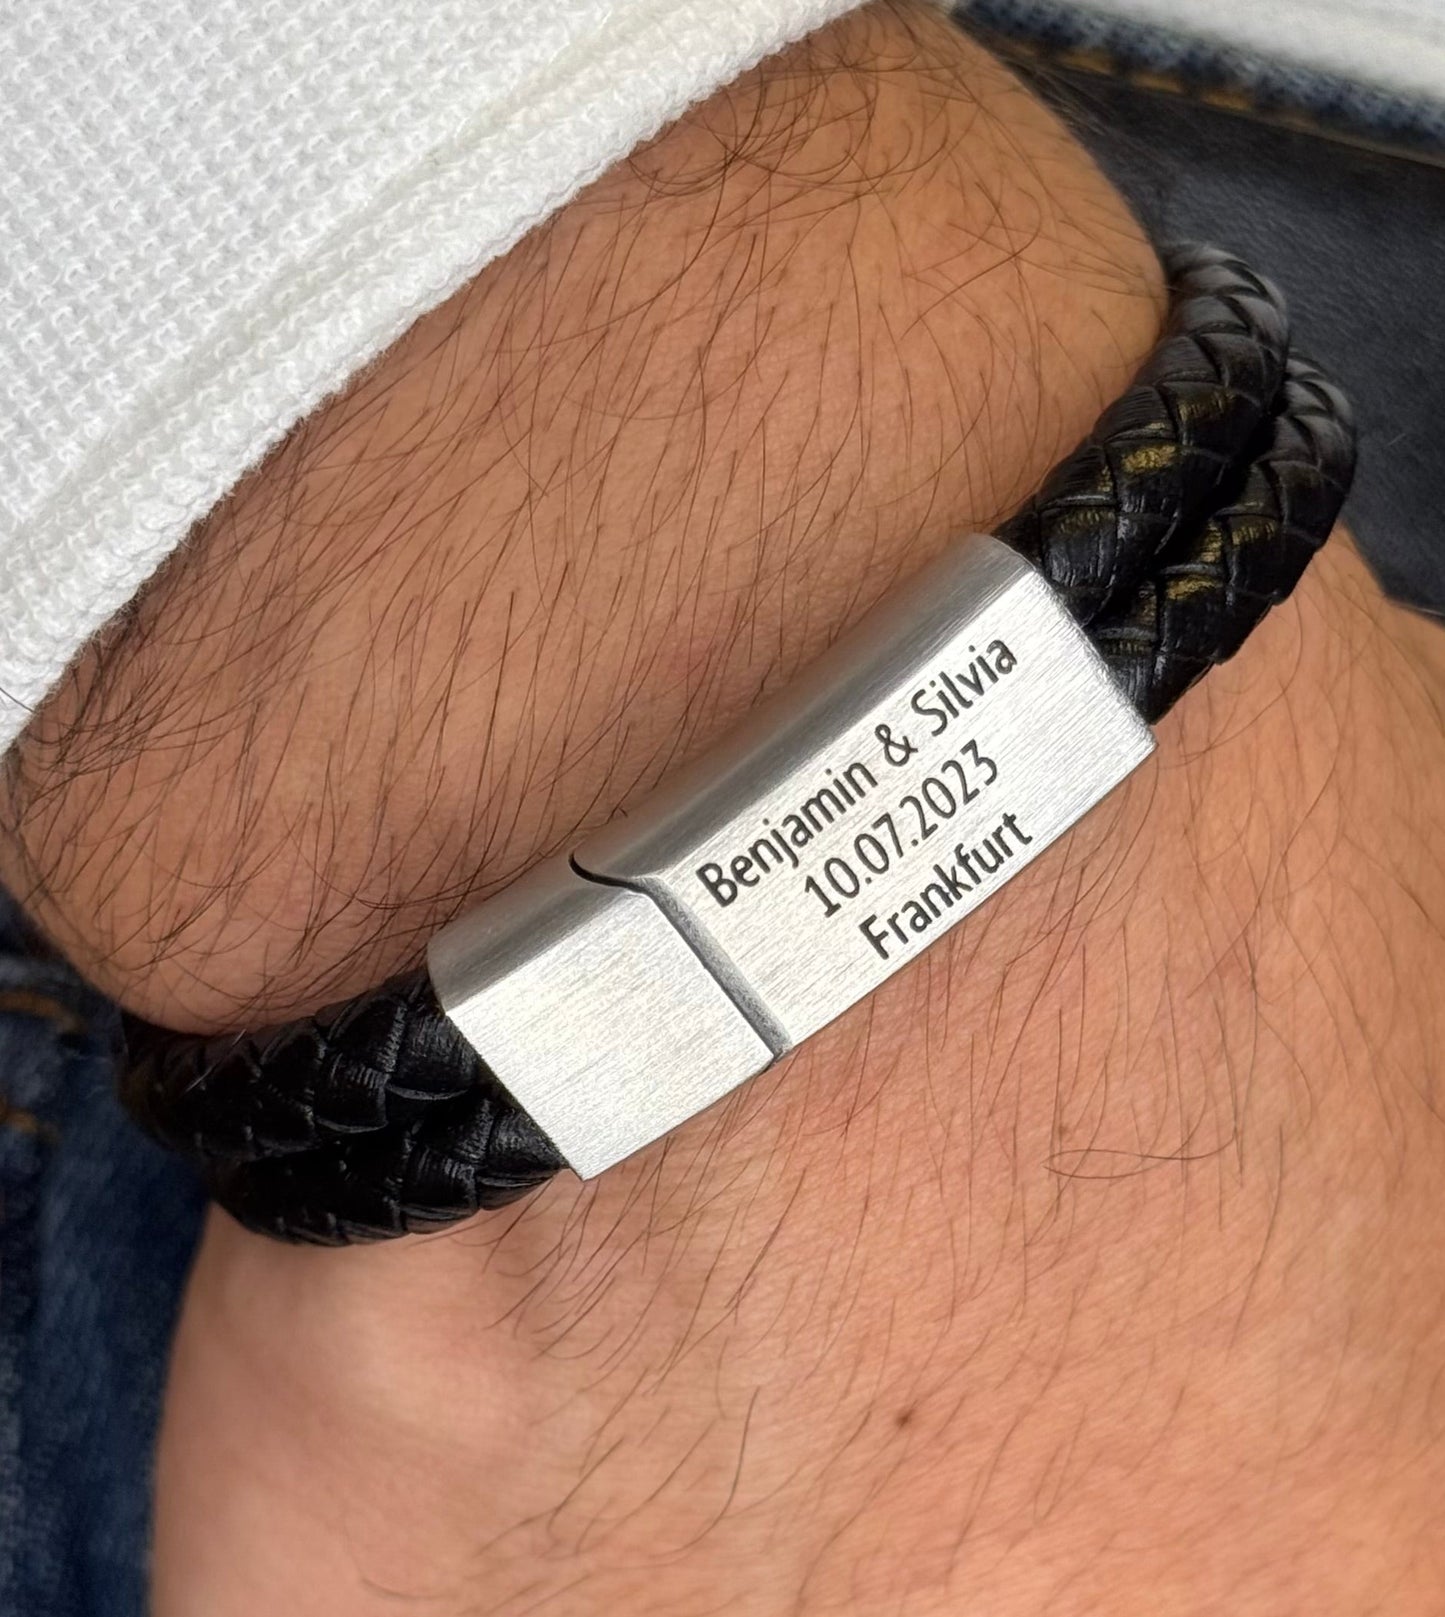 Benjamin & Silvia
10.07.2023
Frankfurt